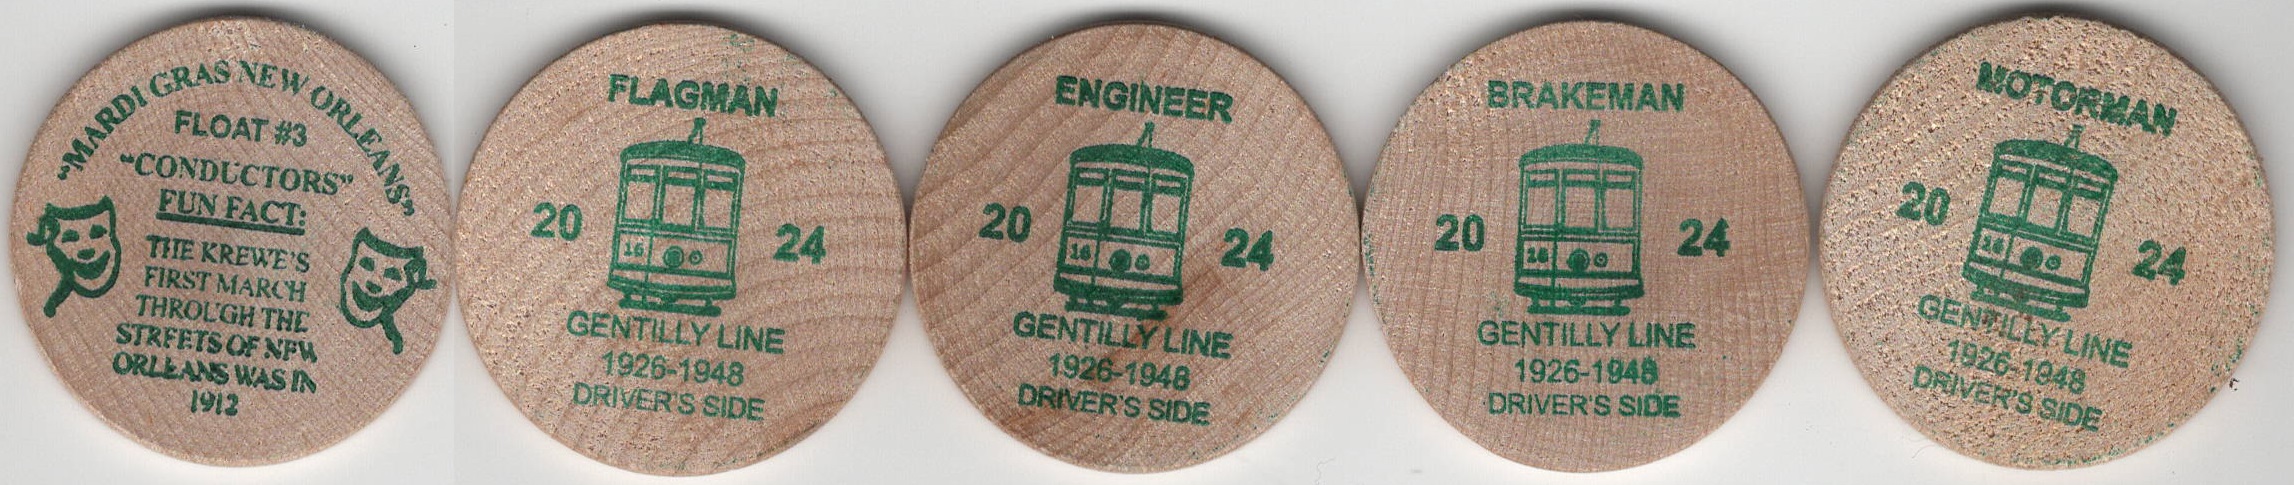 "MARDI GRAS NEW ORLEANS"
FLOAT #3
"CONDUCTORS"
FUN FACT:
THE KREWE'S
FIRST MARCH
THROUGH THE
STREETS OF NEW
ORLEANS WAS IN
1912
FLAGMAN
20 24
16
GENTILLY LINE
1926-1948
DRIVER'S SIDE
ENGINEER
20 24
16
GENTILLY LINE
1926-1948
DRIVER'S SIDE
BRAKEMAN
20 24
16
GENTILLY LINE
1926-1948
DRIVER'S SIDE
MOTORMAN
20 24
16
GENTILLY LINE
1926-1948
DRIVER'S SIDE